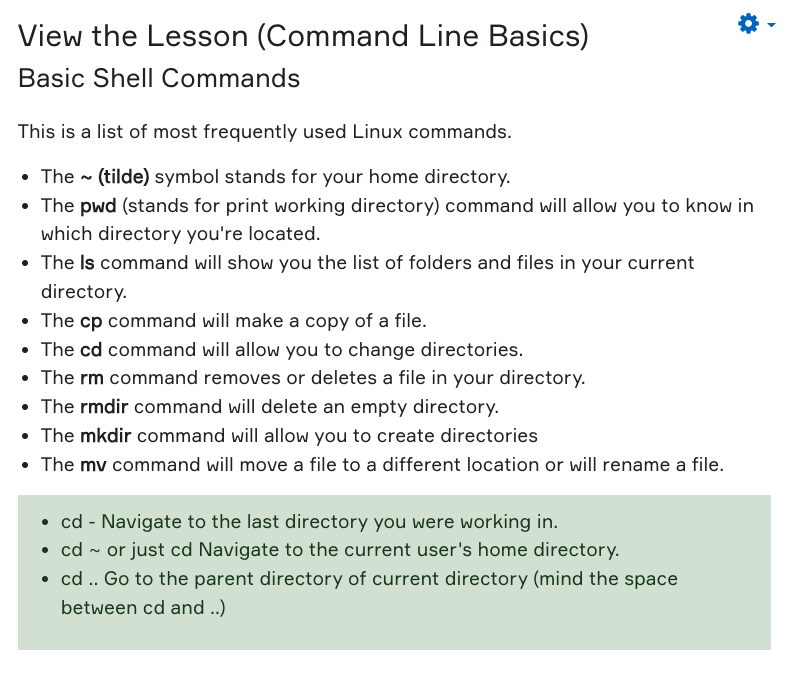 View the Lesson (Command Line Basics)
Basic Shell Commands
This is a list of most frequently used Linux commands.
• The ~ (tilde) symbol stands for your home directory.
• The pwd (stands for print working directory) command will allow you to know in
which directory you're located.
• The ls command will show you the list of folders and files in your current
directory.
• The cp command will make a copy of a file.
• The cd command will allow you to change directories.
• The rm command removes or deletes a file in your directory.
• The rmdir command will delete an empty directory.
• The mkdir command will allow you to create directories
• The mv command will move a file to a different location or will rename a file.
• cd - Navigate to the last directory you were working in.
• cd ~ or just cd Navigate to the current user's home directory.
• cd .. Go to the parent directory of current directory (mind the space
between cd and ..)